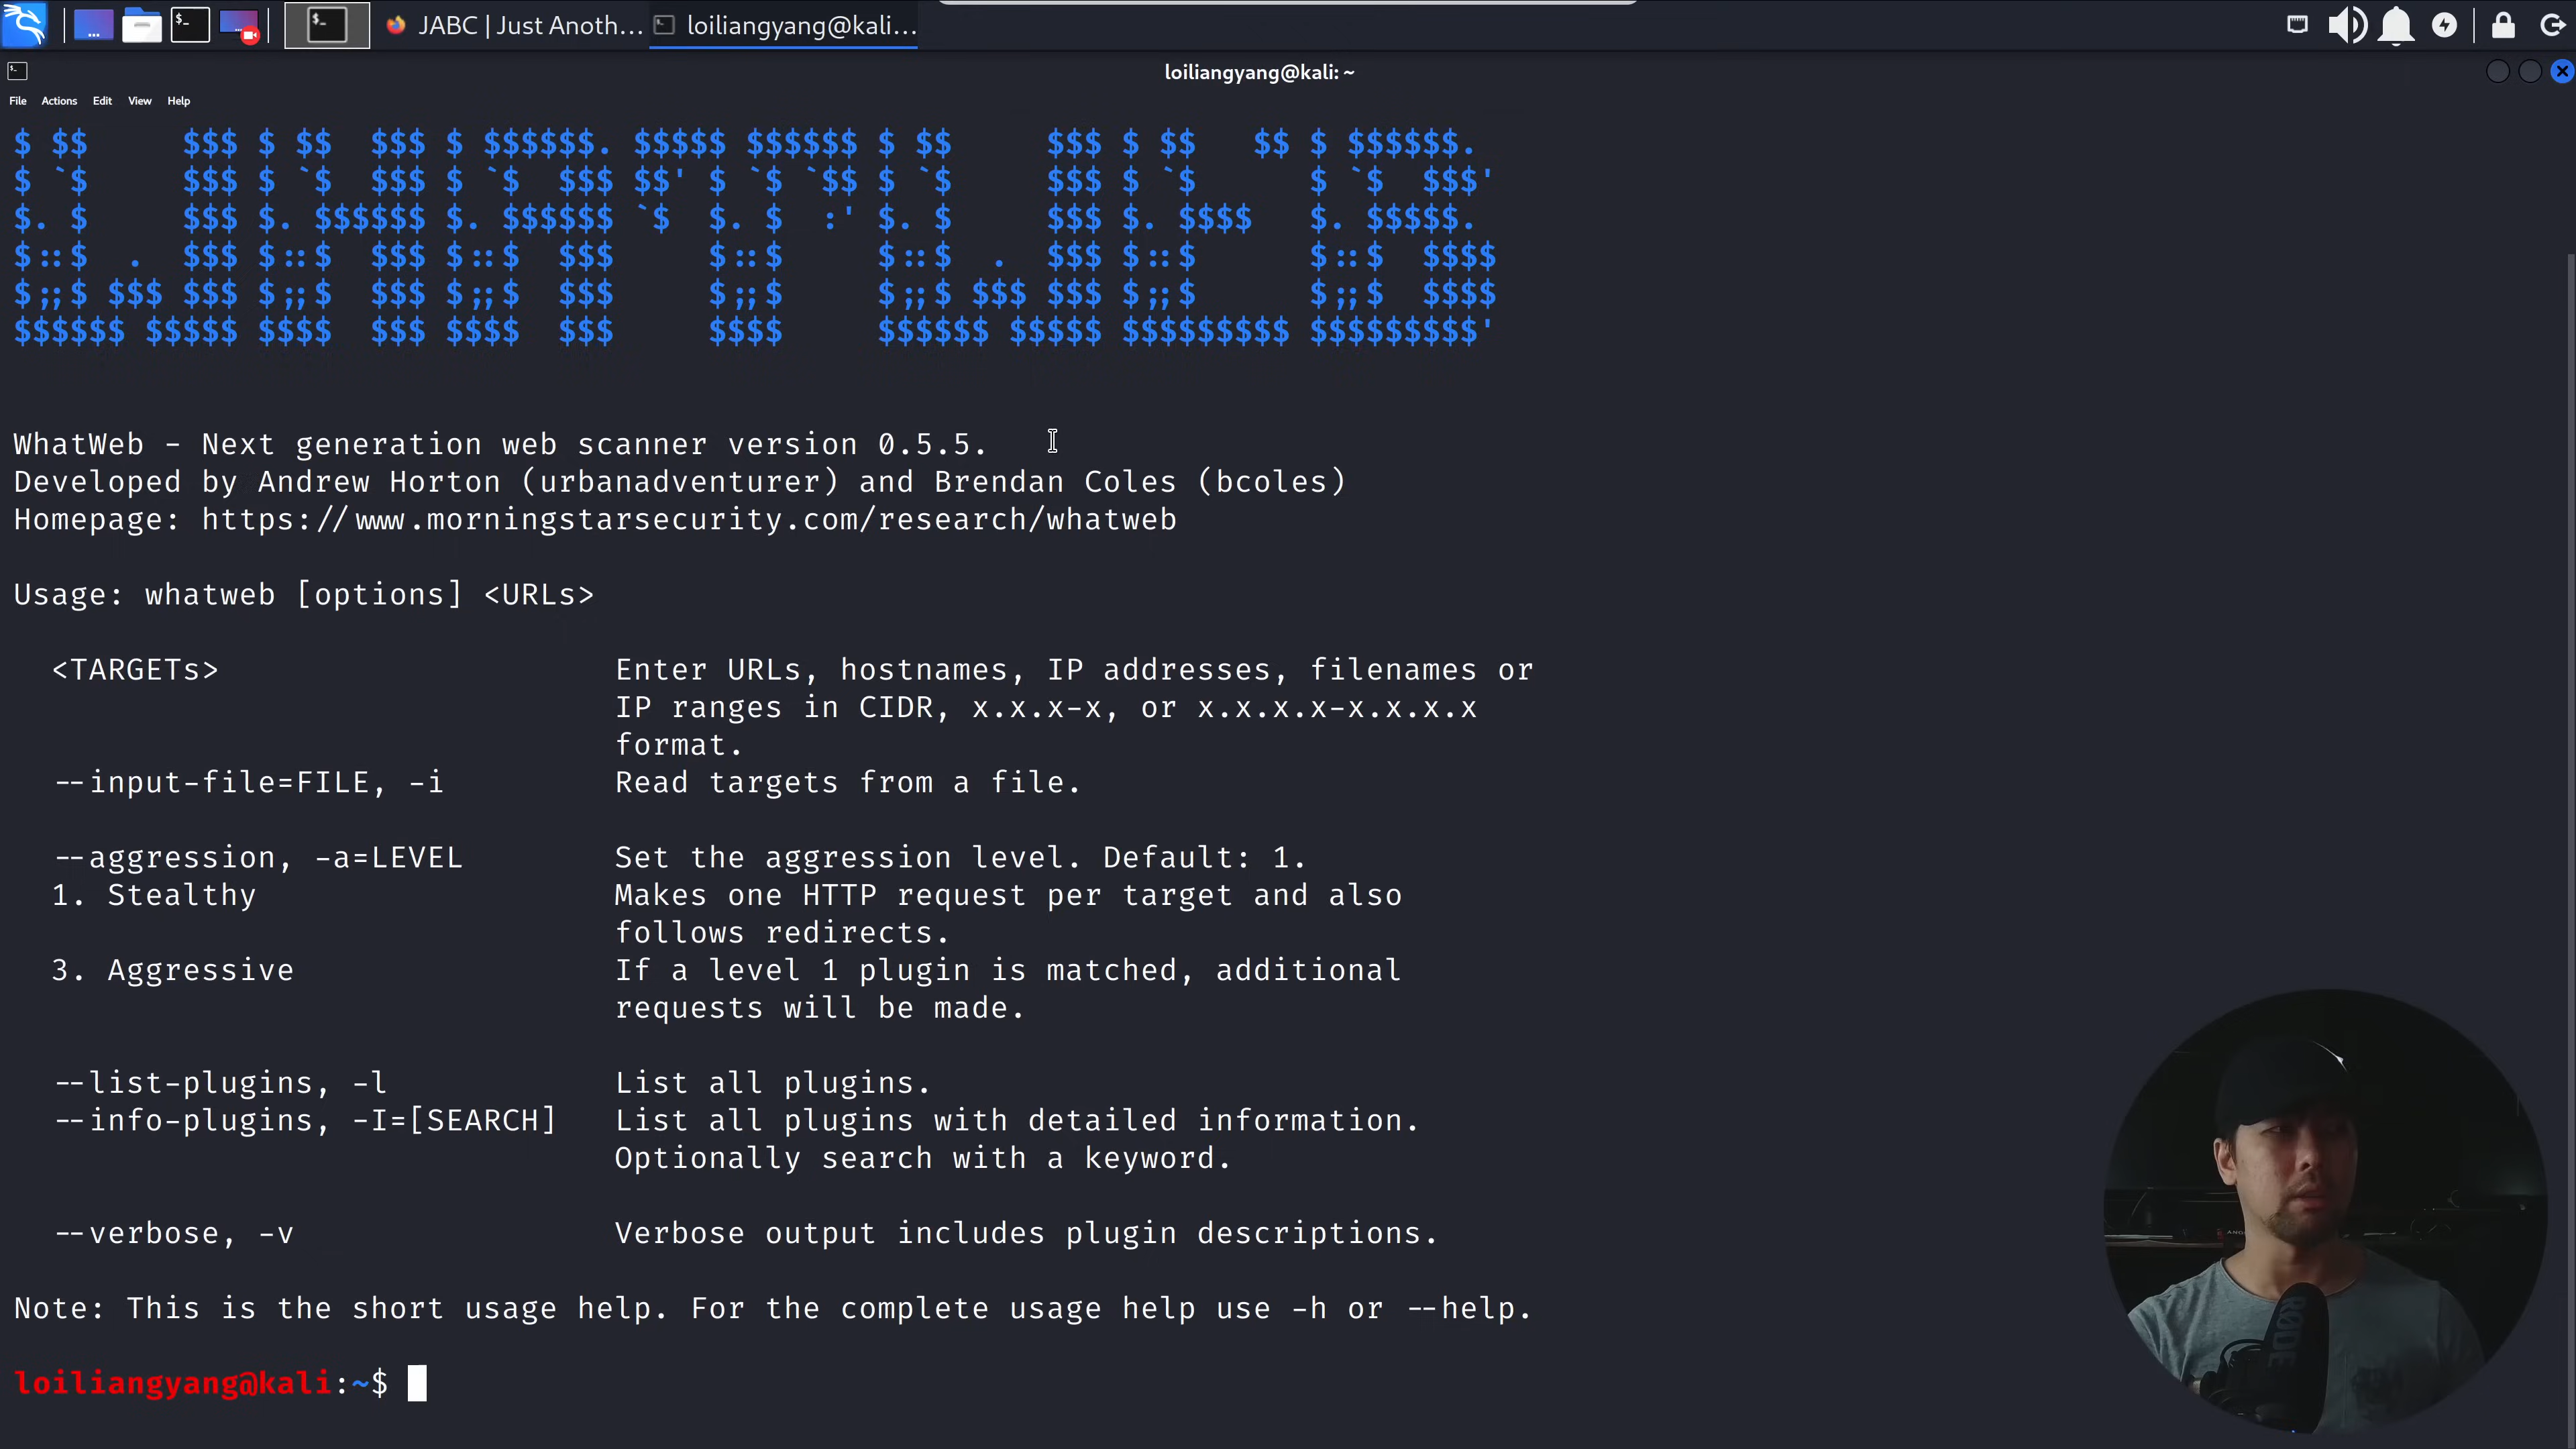 JABC | Just Anoth...
loiliangyang@kali...
loiliangyang@kali: ~
File Actions Edit View Help
$ $$     $$$ $ $$  $$$ $ $$$$$$. $$$$$ $$$$$$ $ $$     $$$ $ $$   $$ $ $$$$$$.
$ `$     $$$ $ `$  $$$ $ `$  $$$ $$' $ `$ `$$ $ `$     $$$ $ `$      $ `$  $$$'
$. $     $$$ $. $$$$$$ $. $$$$$$ `$  $. $  :' $. $     $$$ $. $$$$   $. $$$$$.
$::$  .  $$$ $::$  $$$ $::$  $$$     $::$     $::$  .  $$$ $::$      $::$  $$$$
$;;$ $$$ $$$ $;;$  $$$ $;;$  $$$     $;;$     $;;$ $$$ $$$ $;;$      $;;$  $$$$
$$$$$$ $$$$$ $$$$  $$$ $$$$  $$$     $$$$     $$$$$$ $$$$$ $$$$$$$$$ $$$$$$$$$'
WhatWeb - Next generation web scanner version 0.5.5.
Developed by Andrew Horton (urbanadventurer) and Brendan Coles (bcoles)
Homepage: https://www.morningstarsecurity.com/research/whatweb
Usage: whatweb [options] <URLs>
<TARGETs> Enter URLs, hostnames, IP addresses, filenames or
IP ranges in CIDR, x.x.x-x, or x.x.x.x-x.x.x.x
format.
--input-file=FILE, -i Read targets from a file.
--aggression, -a=LEVEL Set the aggression level. Default: 1.
1. Stealthy Makes one HTTP request per target and also
follows redirects.
3. Aggressive If a level 1 plugin is matched, additional
requests will be made.
--list-plugins, -l List all plugins.
--info-plugins, -I=[SEARCH] List all plugins with detailed information.
Optionally search with a keyword.
--verbose, -v Verbose output includes plugin descriptions.
Note: This is the short usage help. For the complete usage help use -h or --help.
loiliangyang@kali:~$
RØDE